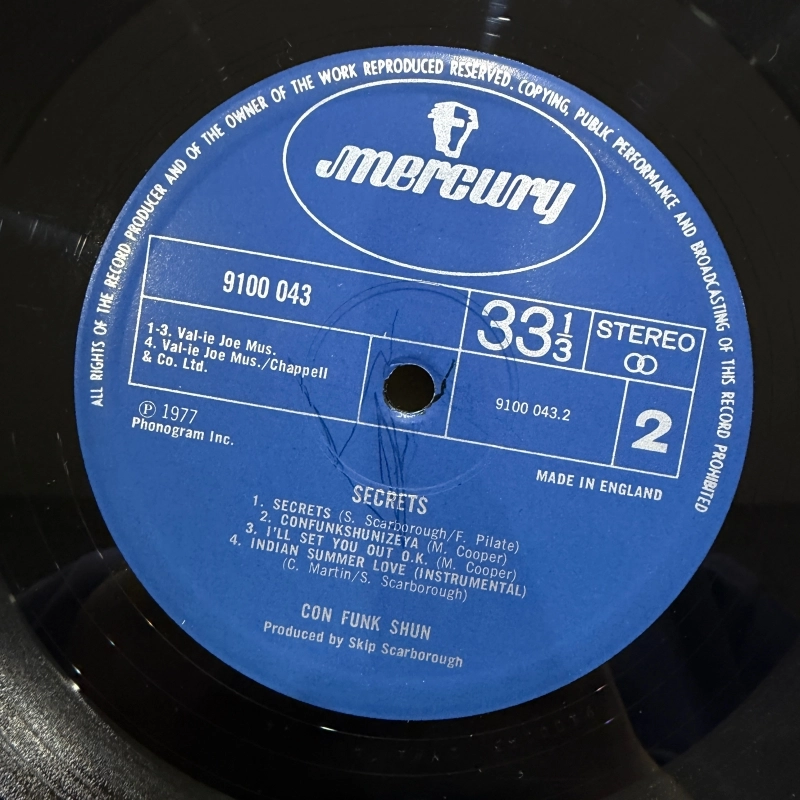 ALL RIGHTS OF THE RECORD PRODUCER AND OF THE OWNER OF THE WORK REPRODUCED RESERVED. COPYING, PUBLIC PERFORMANCE AND BROADCASTING OF THIS RECORD PROHIBITED
mercury
9100 043
33 1/3
STEREO
1-3. Val-ie Joe Mus.
4. Val-ie Joe Mus./Chappell
& Co. Ltd.
9100 043.2
2
Ⓟ 1977
Phonogram Inc.
MADE IN ENGLAND
SECRETS
1. SECRETS (S. Scarborough/F. Pilate)
2. CONFUNKSHUNIZEYA (M. Cooper)
3. I'LL SET YOU OUT O.K. (M. Cooper)
4. INDIAN SUMMER LOVE (INSTRUMENTAL)
(C. Martin/S. Scarborough)
CON FUNK SHUN
Produced by Skip Scarborough